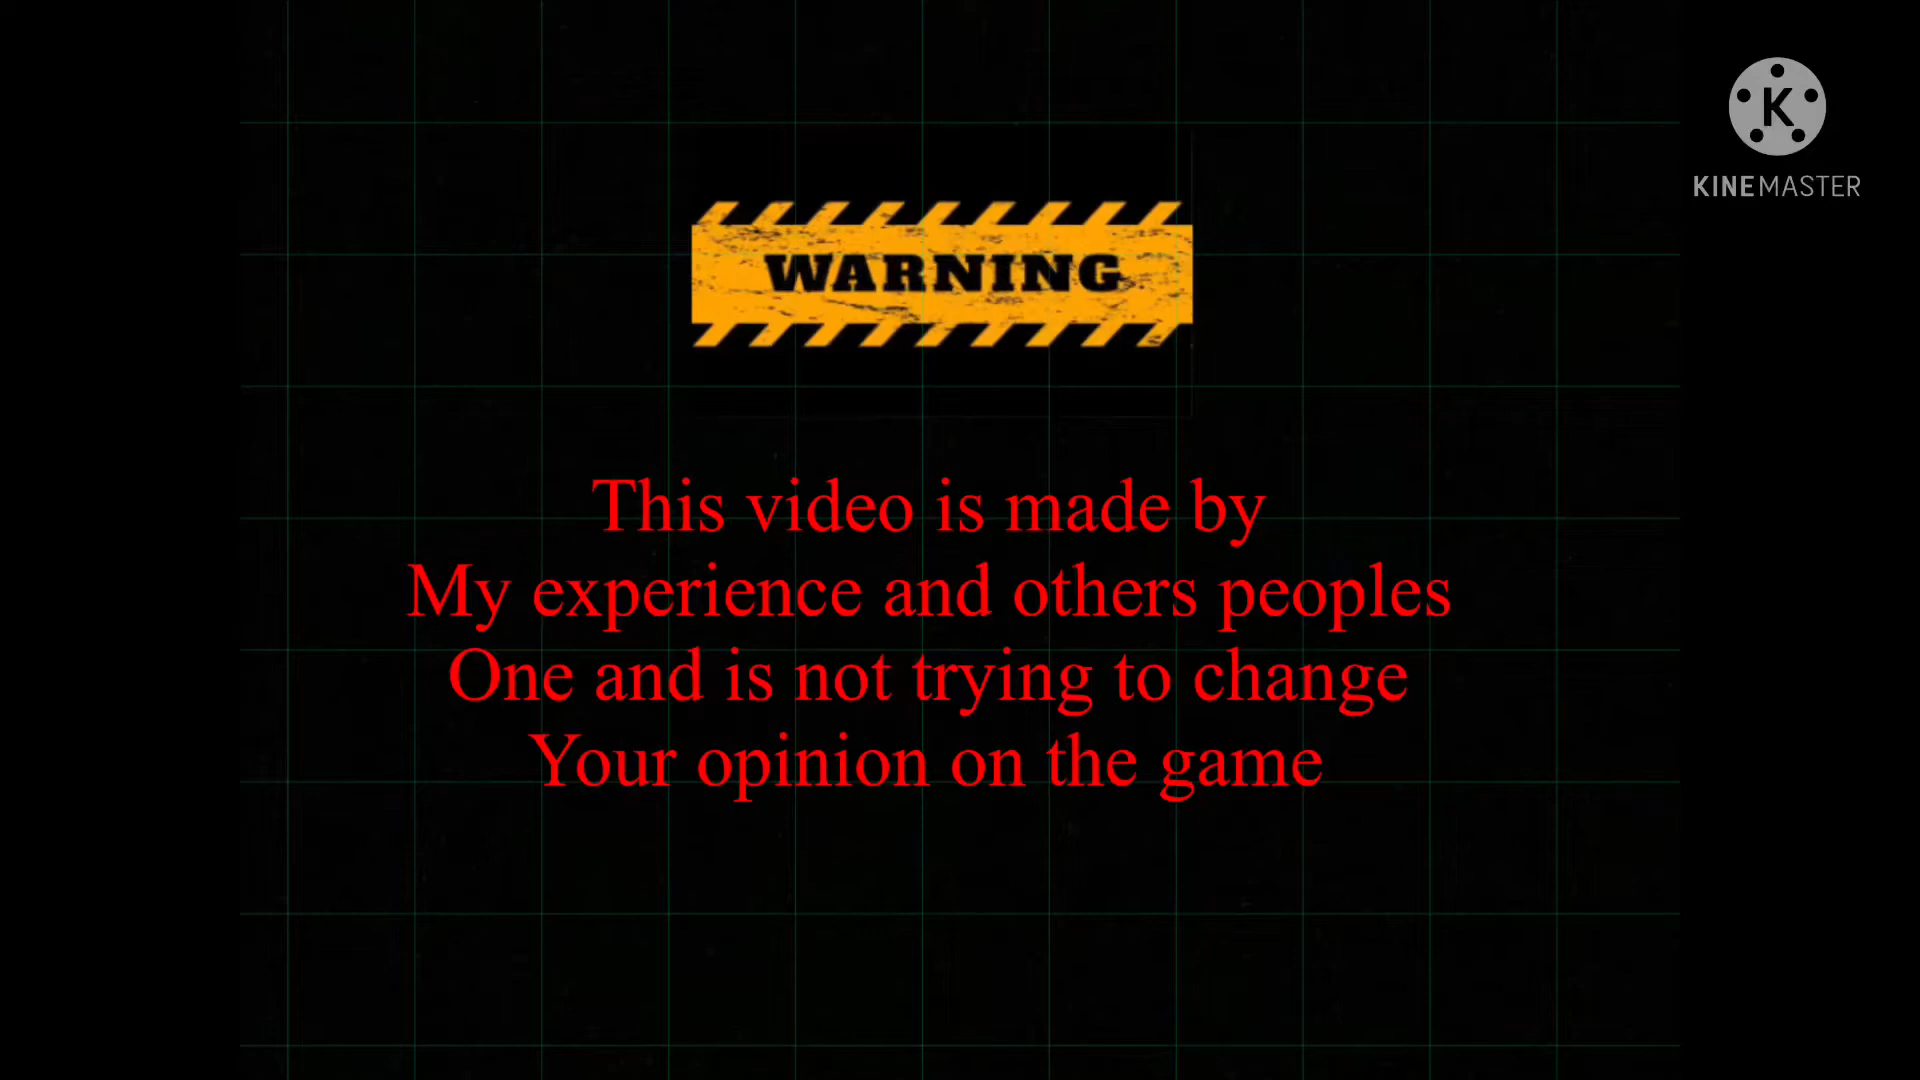 K
KINEMASTER
WARNING
This video is made by
My experience and others peoples
One and is not trying to change
Your opinion on the game